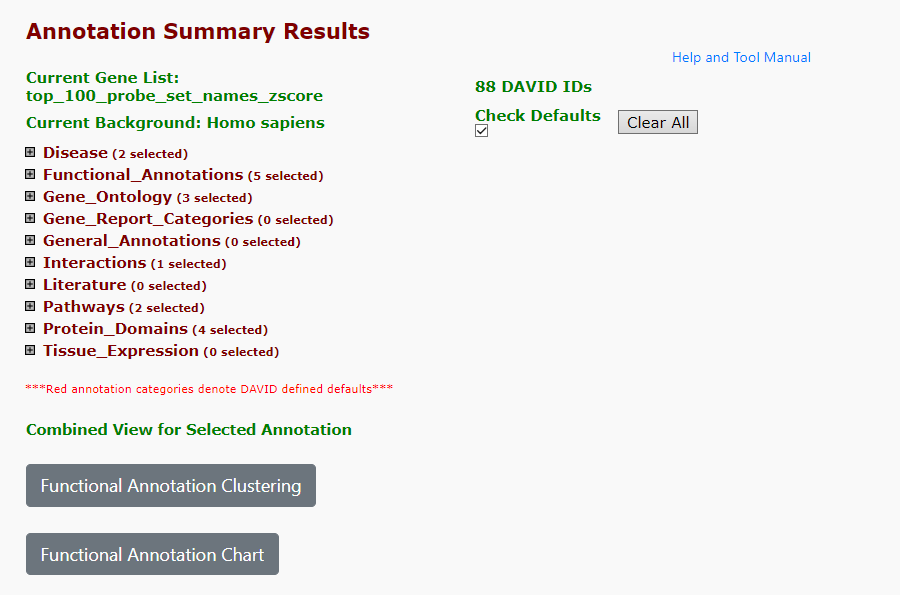 Annotation Summary Results
Help and Tool Manual
Current Gene List:
top_100_probe_set_names_zscore
88 DAVID IDs
Current Background: Homo sapiens
Check Defaults
Clear All
Disease (2 selected)
Functional_Annotations (5 selected)
Gene_Ontology (3 selected)
Gene_Report_Categories (0 selected)
General_Annotations (0 selected)
Interactions (1 selected)
Literature (0 selected)
Pathways (2 selected)
Protein_Domains (4 selected)
Tissue_Expression (0 selected)
***Red annotation categories denote DAVID defined defaults***
Combined View for Selected Annotation
Functional Annotation Clustering
Functional Annotation Chart